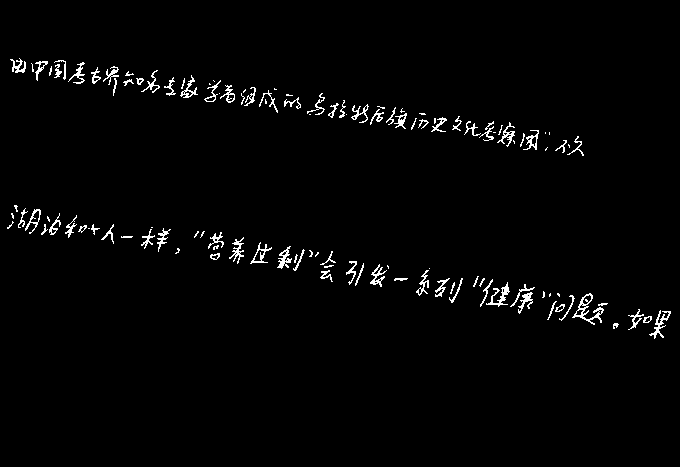 由中国考古界知名专家学者组成的乌拉特后旗历史文化考察团"，不久
湖泊和人一样，"营养过剩"会引发一系列"健康"问题。如果